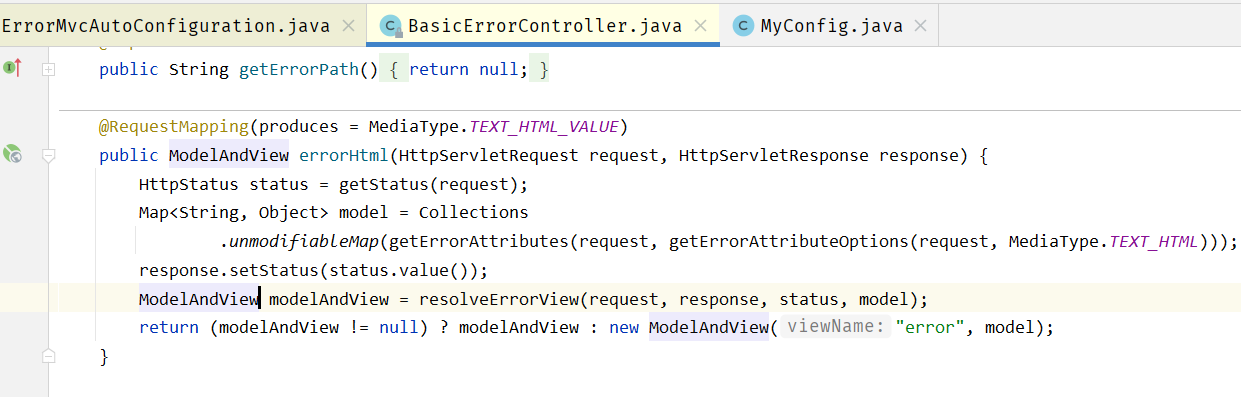 ErrorMvcAutoConfiguration.java BasicErrorController.java MyConfig.java
public String getErrorPath() { return null; }
@RequestMapping(produces = MediaType.TEXT_HTML_VALUE)
public ModelAndView errorHtml(HttpServletRequest request, HttpServletResponse response) {
HttpStatus status = getStatus(request);
Map<String, Object> model = Collections
.unmodifiableMap(getErrorAttributes(request, getErrorAttributeOptions(request, MediaType.TEXT_HTML)));
response.setStatus(status.value());
ModelAndView modelAndView = resolveErrorView(request, response, status, model);
return (modelAndView != null) ? modelAndView : new ModelAndView( viewName: "error", model);
}